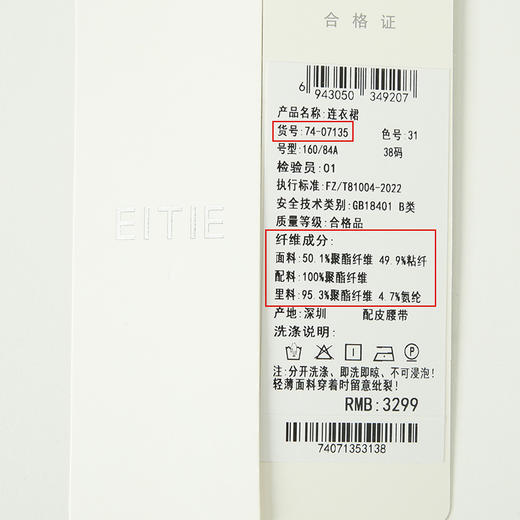 合格证
6 943050 349207
产品名称:连衣裙
货号:74-07135 色号:31
号型:160/84A 38码
检验员:01
执行标准:FZ/T81004-2022
安全技术类别:GB18401 B类
质量等级:合格品
纤维成分:
面料:50.1%聚酯纤维 49.9%粘纤
配料:100%聚酯纤维
里料:95.3%聚酯纤维 4.7%氨纶
产地:深圳 配皮腰带
洗涤说明:
注:分开洗涤、即洗即晾、不可浸泡!
轻薄面料穿着时留意纰裂!
RMB:3299
74071353138
EITIE